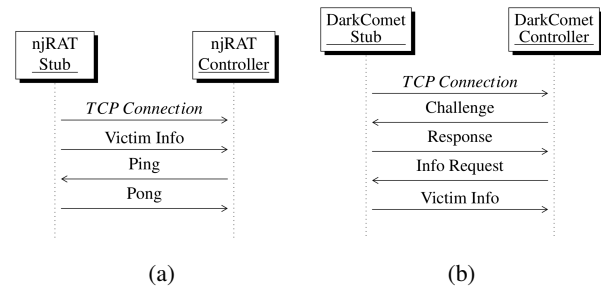 njRAT
Stub
njRAT
Controller
TCP Connection
Victim Info
Ping
Pong
(a)
DarkComet
Stub
DarkComet
Controller
TCP Connection
Challenge
Response
Info Request
Victim Info
(b)